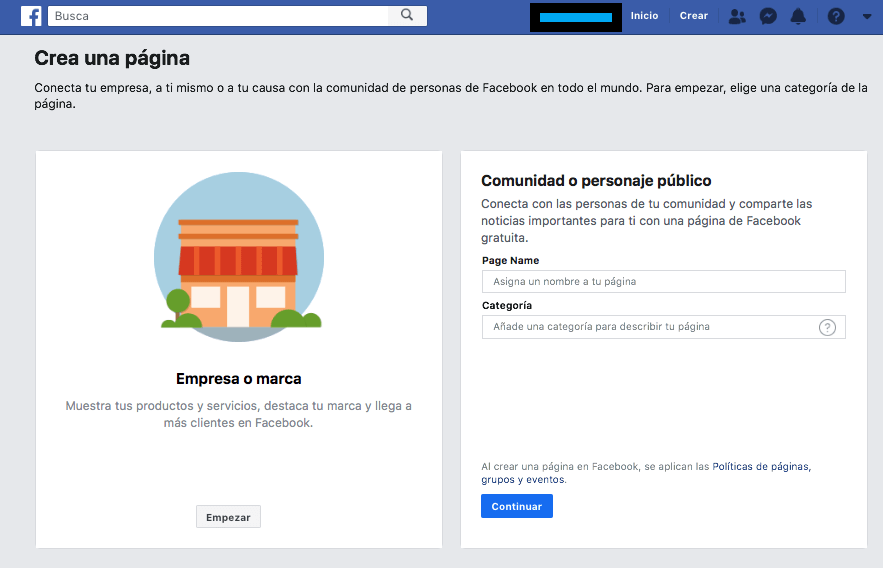 f
Busca
Inicio
Crear
Crea una página
Conecta tu empresa, a ti mismo o a tu causa con la comunidad de personas de Facebook en todo el mundo. Para empezar, elige una categoría de la
página.
Empresa o marca
Muestra tus productos y servicios, destaca tu marca y llega a
más clientes en Facebook.
Empezar
Comunidad o personaje público
Conecta con las personas de tu comunidad y comparte las
noticias importantes para ti con una página de Facebook
gratuita.
Page Name
Asigna un nombre a tu página
Categoría
Añade una categoría para describir tu página
?
Al crear una página en Facebook, se aplican las Políticas de páginas,
grupos y eventos.
Continuar